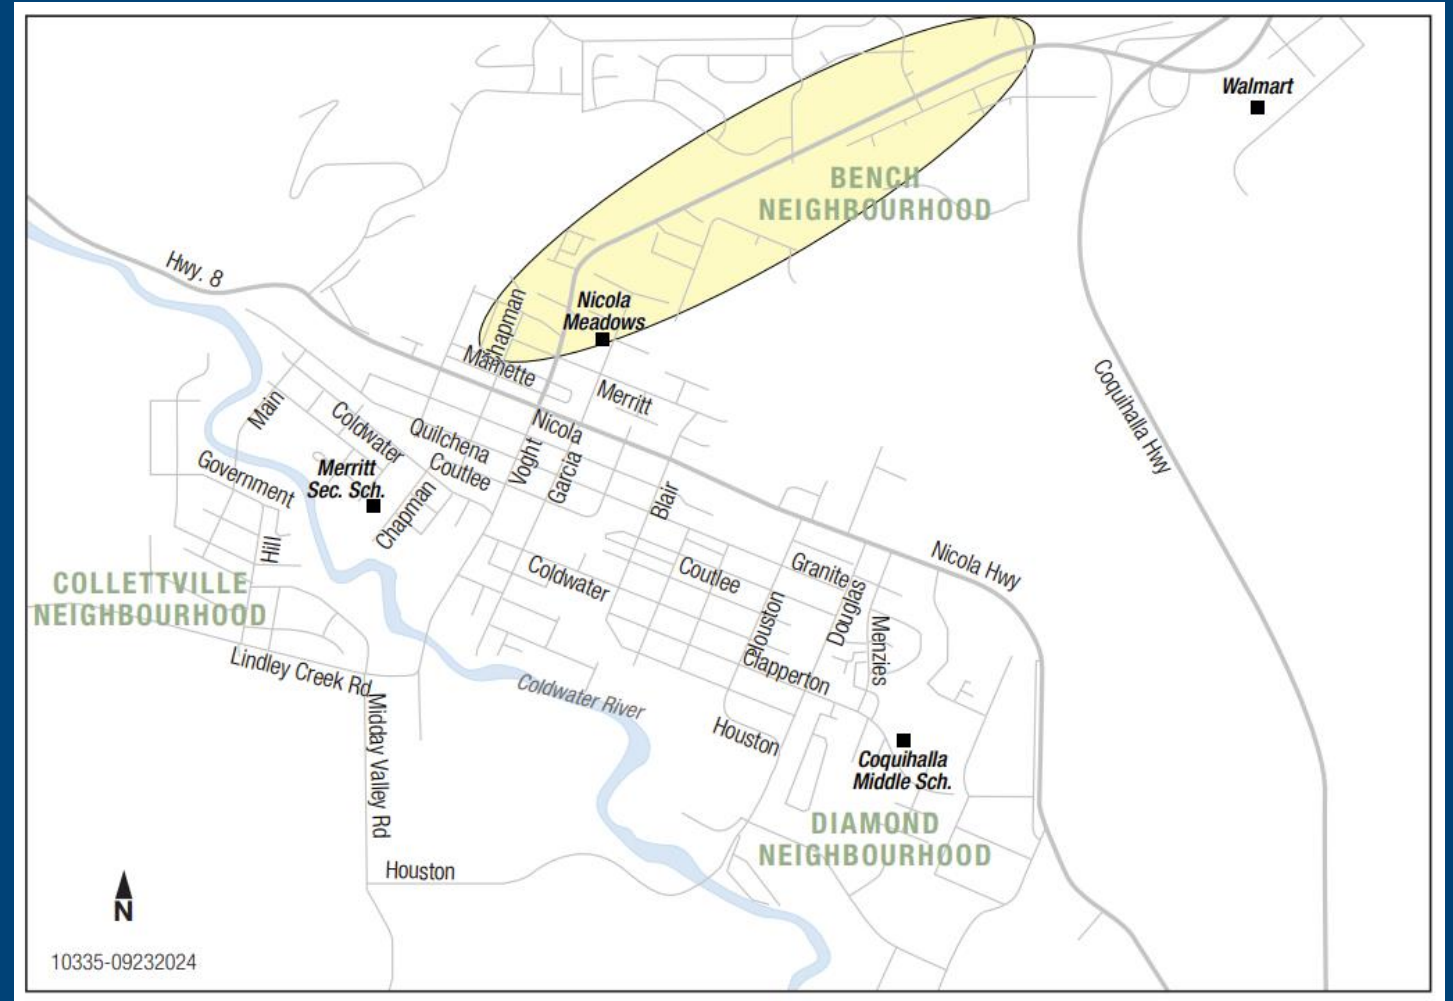 Walmart
BENCH
NEIGHBOURHOOD
Hwy. 8
Chapman
Nicola
Meadows
Mamette
Merritt
Coquihalla Hwy
Main
Coldwater
Quilchena
Nicola
Coutlee
Voght
Garcia
Government
Merritt
Sec. Sch.
Chapman
Blair
Hill
Nicola Hwy
Coldwater
Coutlee
Granite
COLLETTVILLE
NEIGHBOURHOOD
Houston
Douglas
Menzies
Lindley Creek Rd
Clapperton
Coldwater River
Midday Valley Rd
Houston
Coquihalla
Middle Sch.
DIAMOND
NEIGHBOURHOOD
Houston
N
10335-09232024